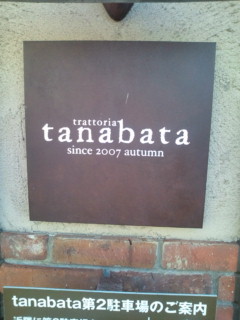 trattoria
tanabata
since 2007 autumn
tanabata第2駐車場のご案内